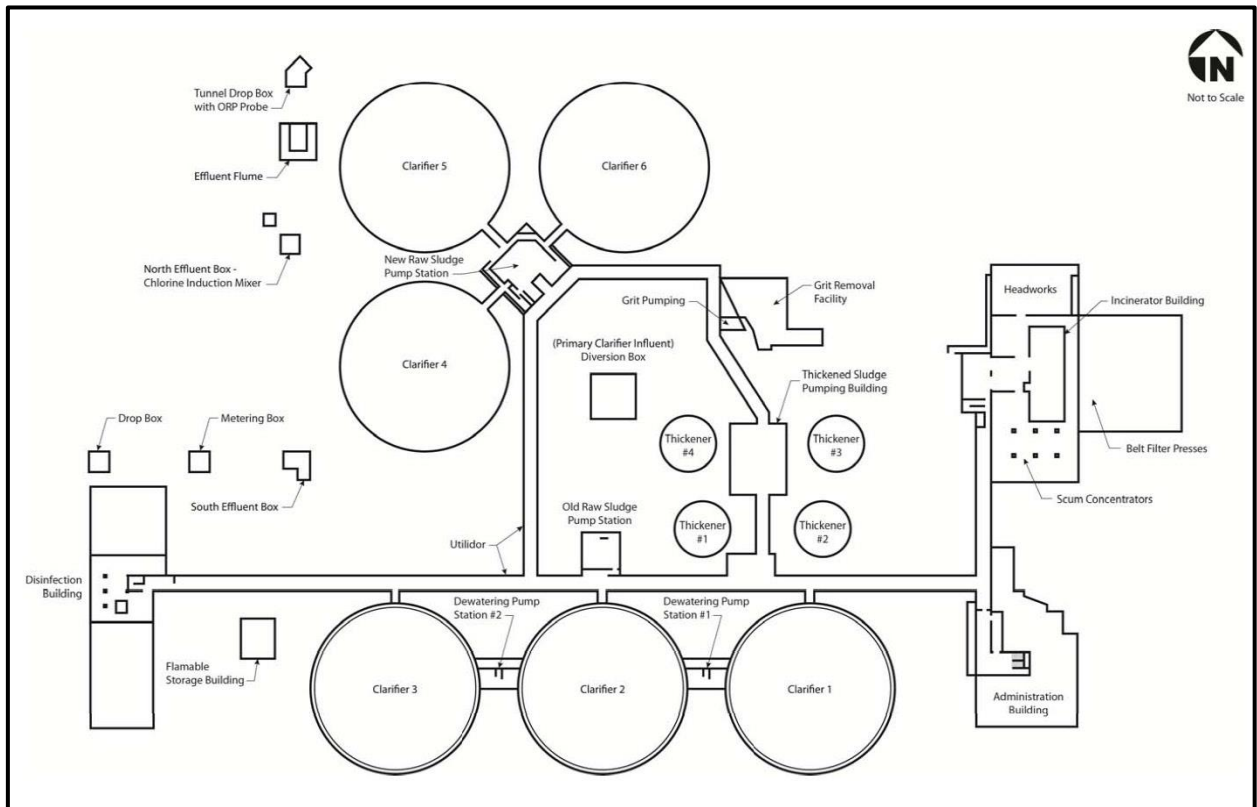 N
Not to Scale
Tunnel Drop Box
with ORP Probe
Effluent Flume
North Effluent Box -
Chlorine Induction Mixer
Clarifier 5
Clarifier 6
New Raw Sludge
Pump Station
Clarifier 4
Grit Pumping
Grit Removal
Facility
Headworks
Incinerator Building
(Primary Clarifier Influent)
Diversion Box
Thickened Sludge
Pumping Building
Drop Box
Metering Box
South Effluent Box
Thickener
#4
Thickener
#3
Belt Filter Presses
Scum Concentrators
Old Raw Sludge
Pump Station
Thickener
#1
Thickener
#2
Utilidor
Disinfection
Building
Dewatering Pump
Station #2
Dewatering Pump
Station #1
Flamable
Storage Building
Clarifier 3
Clarifier 2
Clarifier 1
Administration
Building